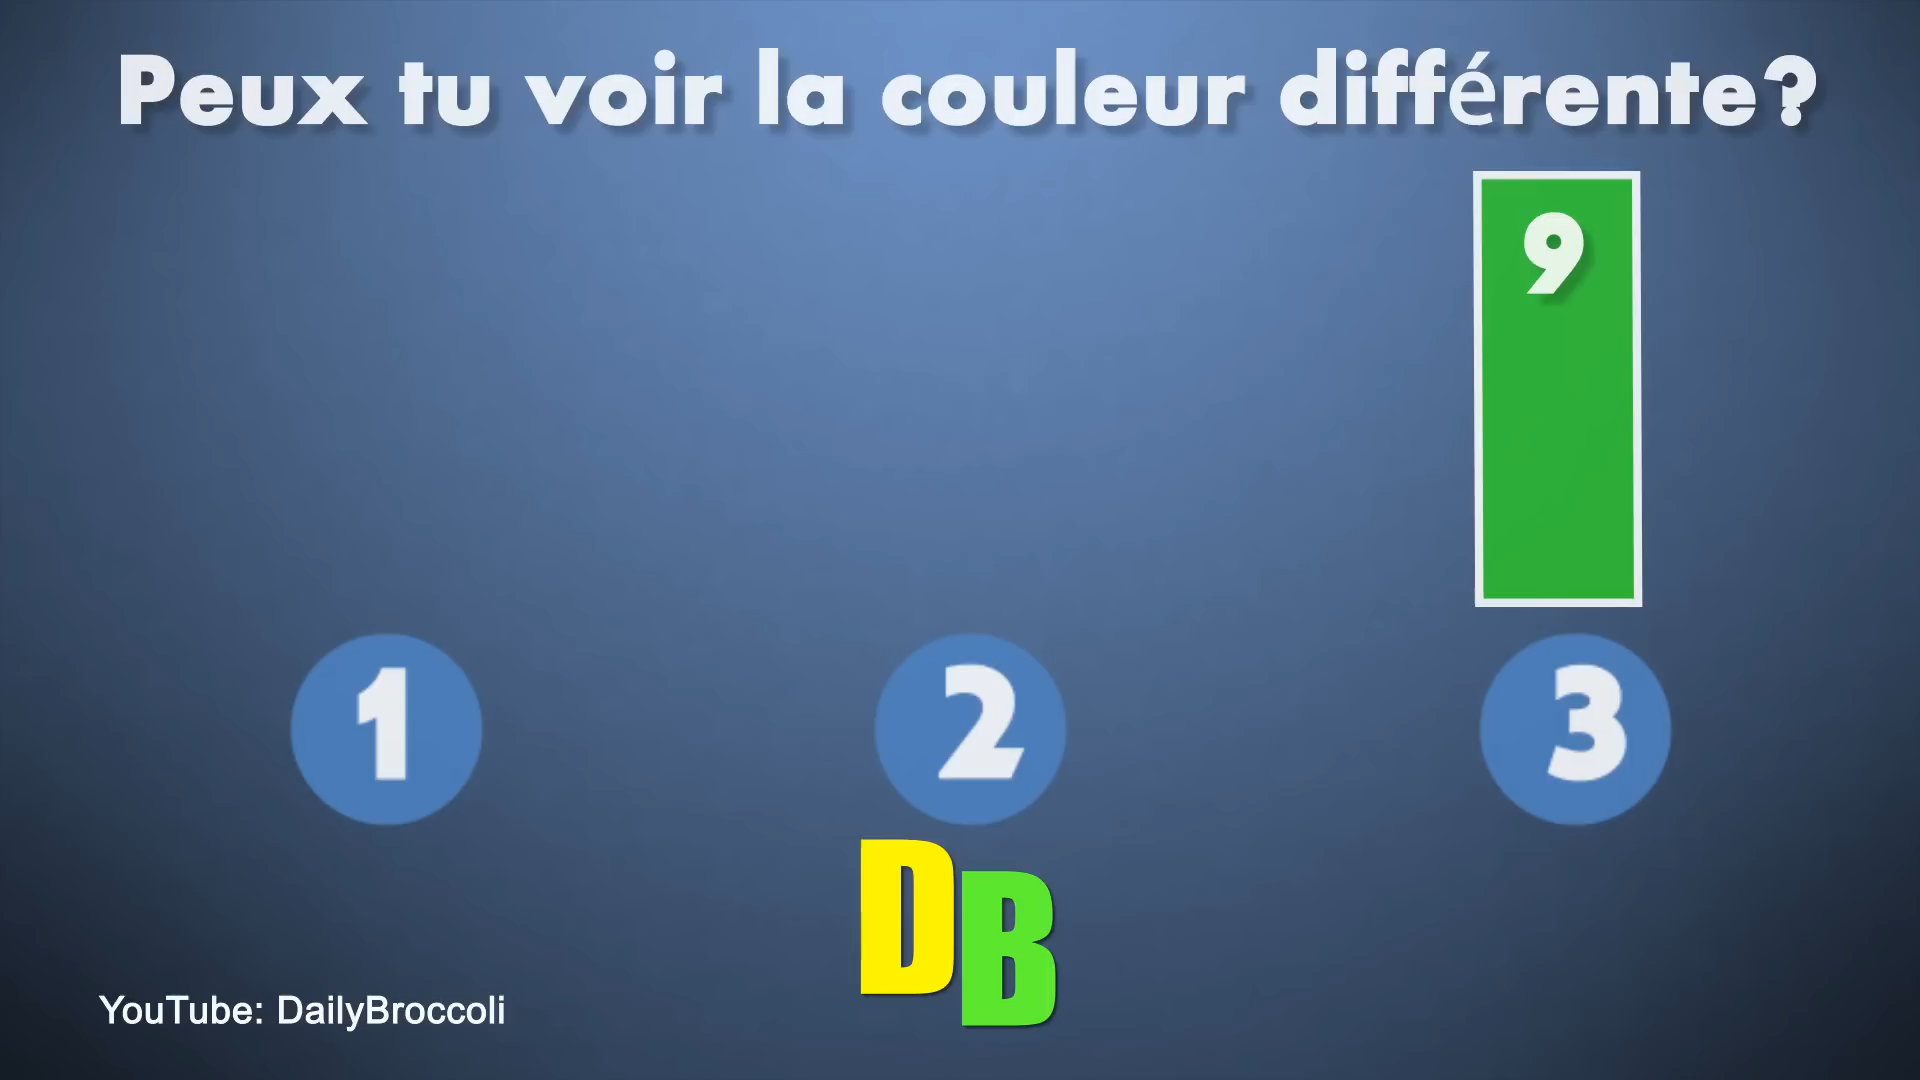 Peux tu voir la couleur différente?
9
1 2 3
DB
YouTube: DailyBroccoli